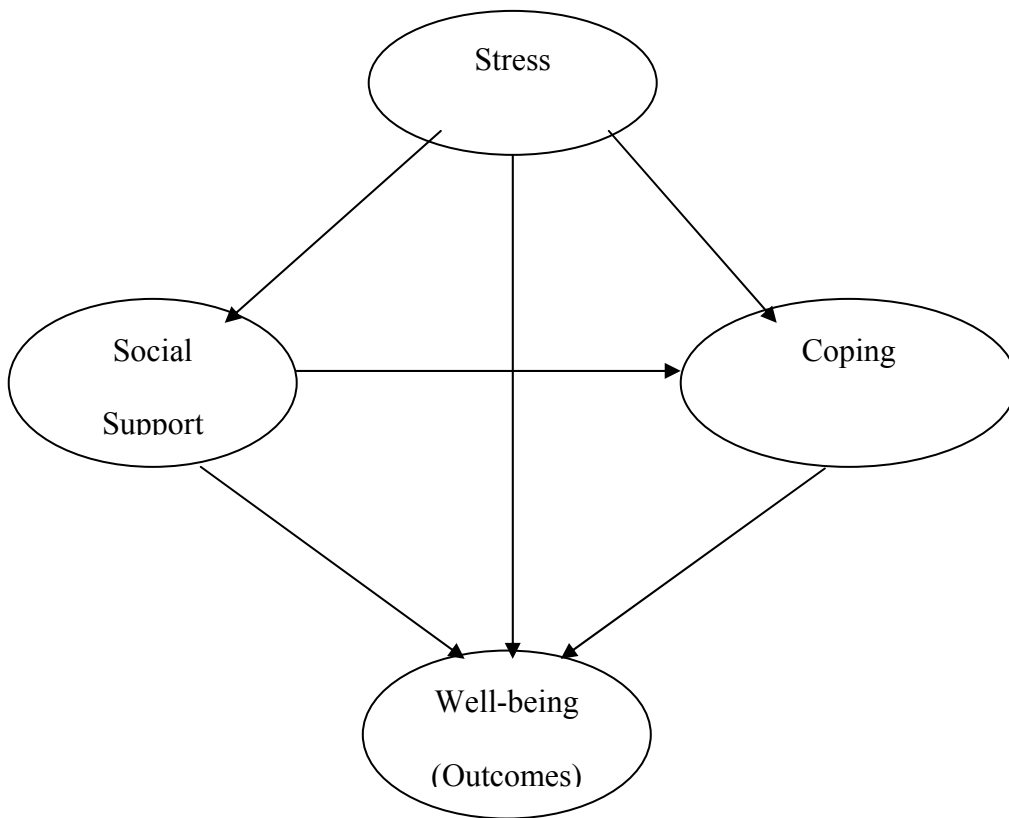 Stress
Social
Support
Coping
Well-being
(Outcomes)